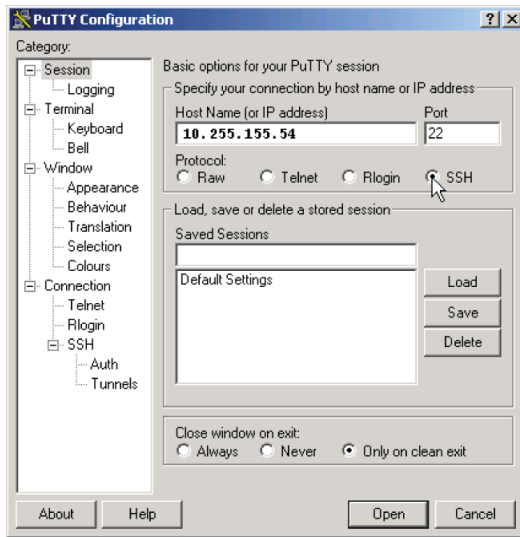 PuTTY Configuration
Category:
Session
Logging
Terminal
Keyboard
Bell
Window
Appearance
Behaviour
Translation
Selection
Colours
Connection
Telnet
Rlogin
SSH
Auth
Tunnels
Basic options for your PuTTY session
Specify your connection by host name or IP address
Host Name (or IP address) Port
10.255.155.54 22
Protocol:
Raw Telnet Rlogin SSH
Load, save or delete a stored session
Saved Sessions
Default Settings
Load
Save
Delete
Close window on exit:
Always Never Only on clean exit
About Help Open Cancel